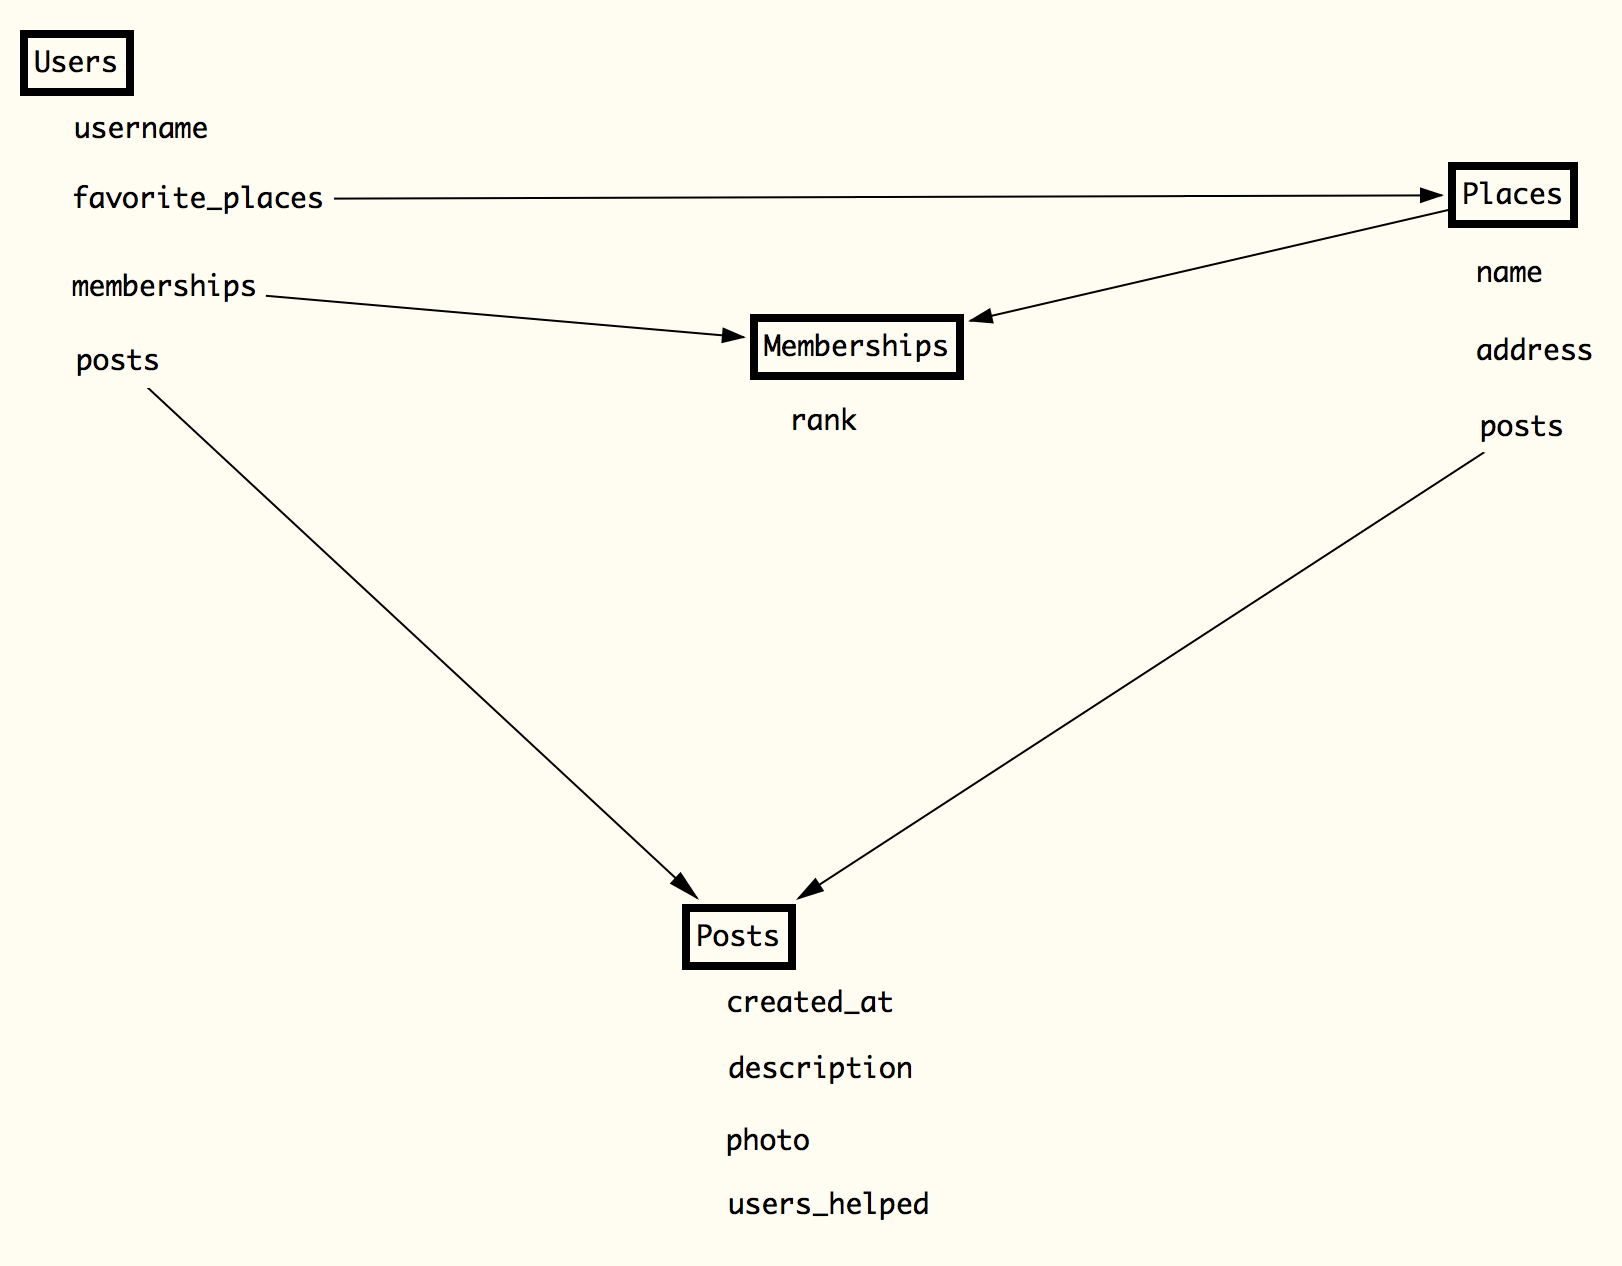 Users
username
favorite_places
memberships
posts
Memberships
rank
Places
name
address
posts
Posts
created_at
description
photo
users_helped